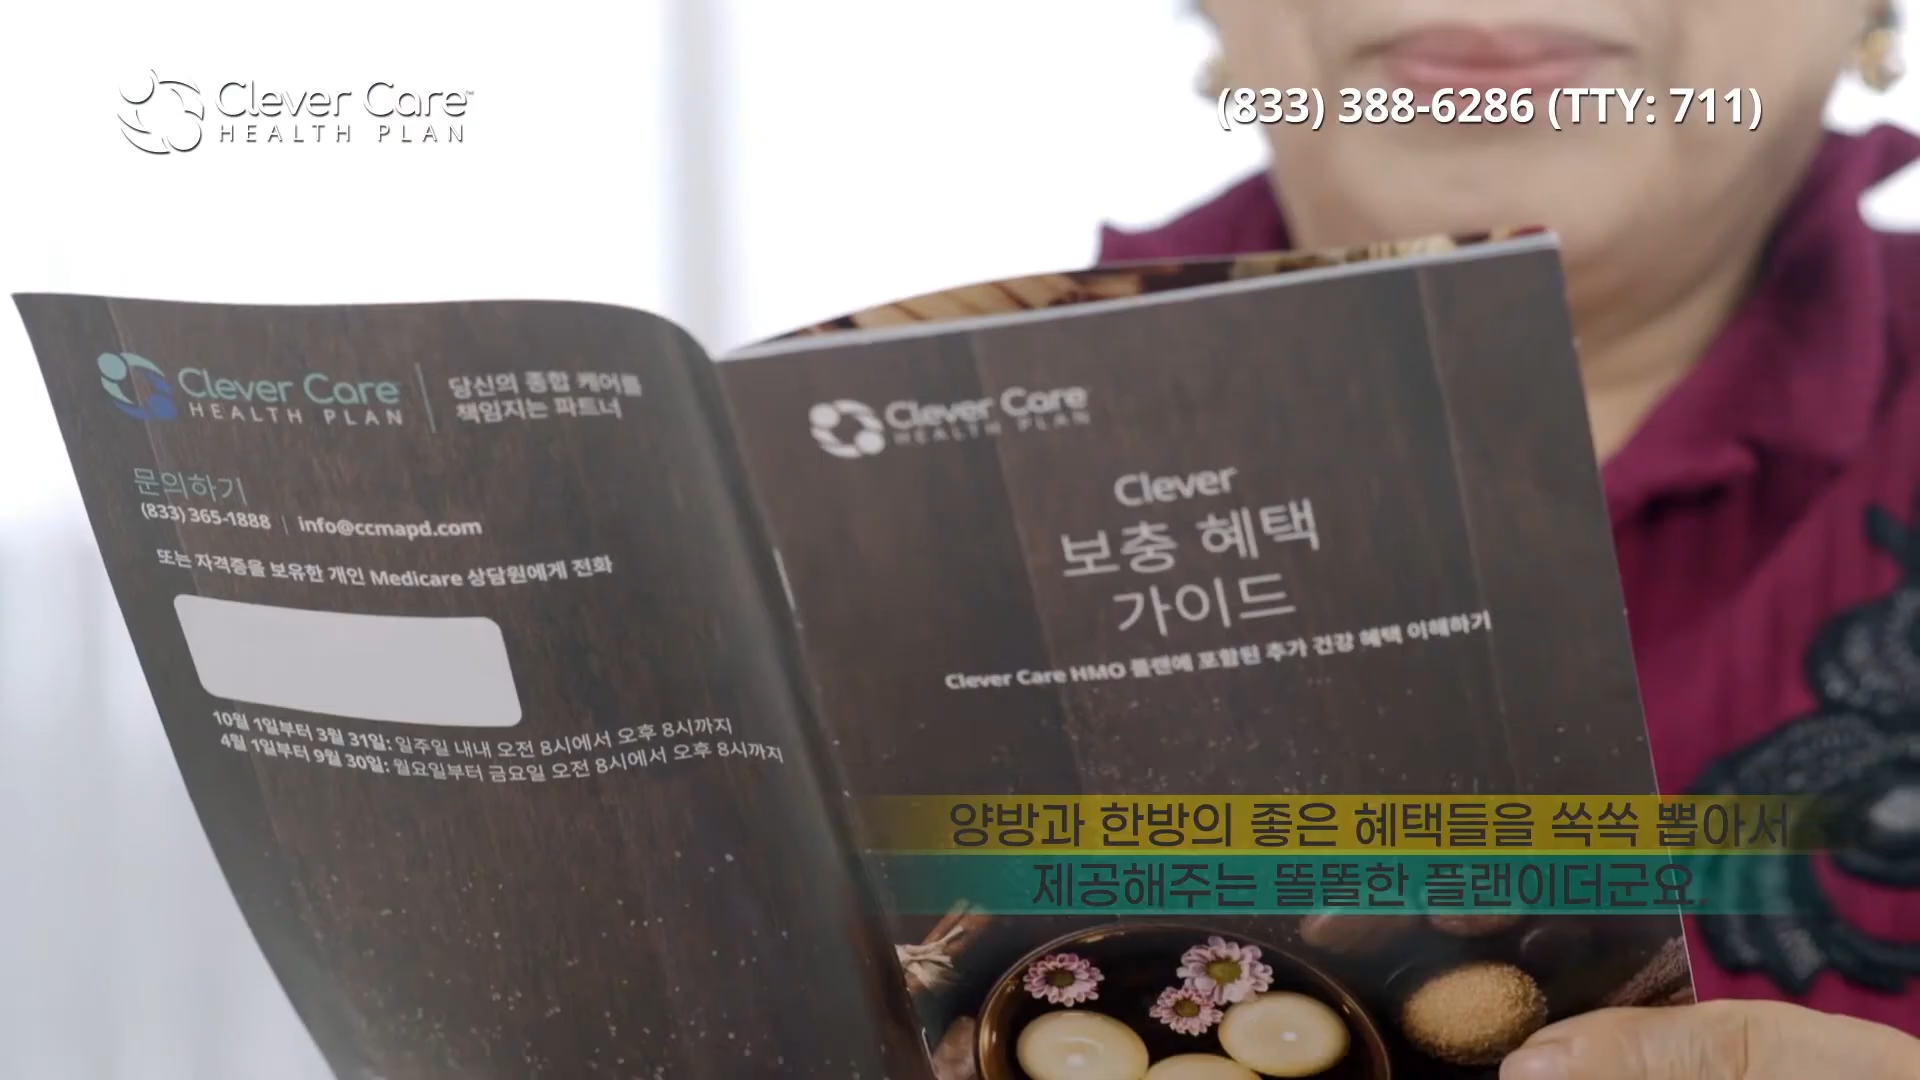 Clever Care™
HEALTH PLAN
(833) 388-6286 (TTY: 711)
Clever Care
HEALTH PLAN
당신의 종합 케어를
책임지는 파트너
문의하기
(833) 365-1888 | info@ccmapd.com
또는 자격증을 보유한 개인 Medicare 상담원에게 전화
10월 1일부터 3월 31일: 일주일 내내 오전 8시에서 오후 8시까지
4월 1일부터 9월 30일: 월요일부터 금요일 오전 8시에서 오후 8시까지
Clever Care
HEALTH PLAN
Clever
보충 혜택
가이드
Clever Care HMO 플랜에 포함된 추가 건강 혜택 이해하기
양방과 한방의 좋은 혜택들을 쏙쏙 뽑아서
제공해주는 똘똘한 플랜이더군요.